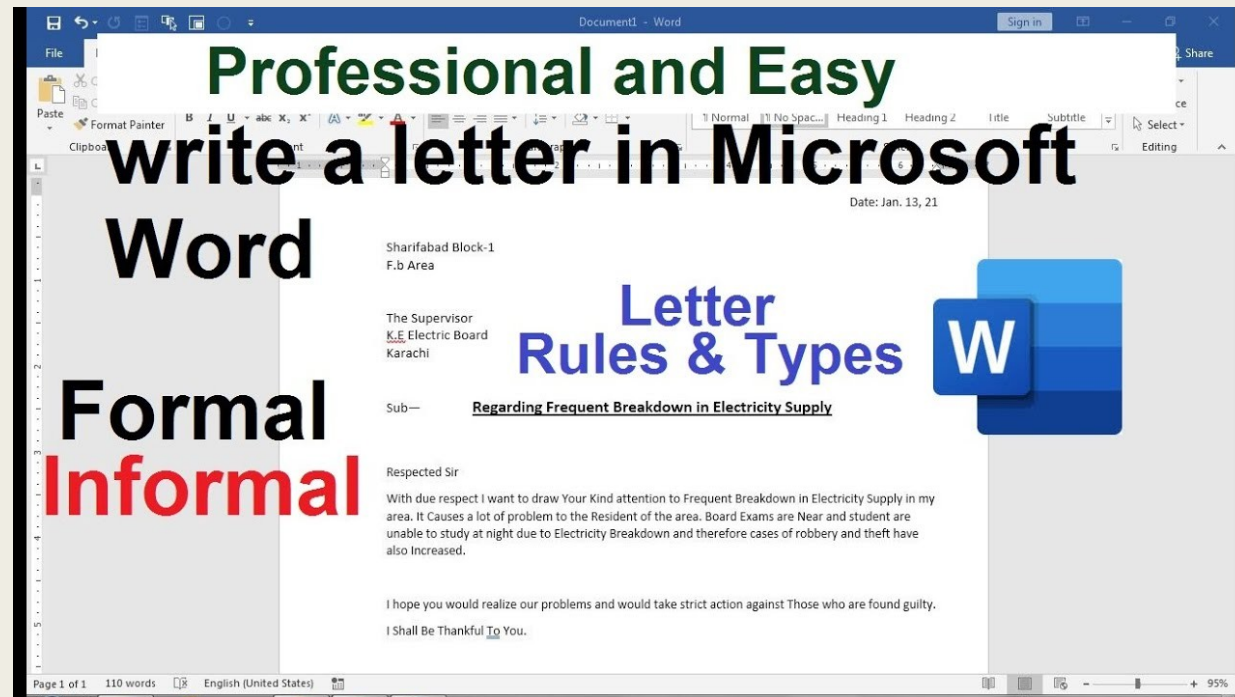 Document1 - Word
Sign in
File
Share
Professional and Easy
Paste
Format Painter
B I U abc X₂ X²
¶ Normal ¶ No Spac... Heading 1 Heading 2 Title Subtitle
Select
Editing
write a letter in Microsoft
Word
Date: Jan. 13, 21
Sharifabad Block-1
F.b Area
The Supervisor
K.E Electric Board
Karachi
Letter
Rules & Types
W
Sub— Regarding Frequent Breakdown in Electricity Supply
Formal
Informal
Respected Sir
With due respect I want to draw Your Kind attention to Frequent Breakdown in Electricity Supply in my
area. It Causes a lot of problem to the Resident of the area. Board Exams are Near and student are
unable to study at night due to Electricity Breakdown and therefore cases of robbery and theft have
also Increased.
I hope you would realize our problems and would take strict action against Those who are found guilty.
I Shall Be Thankful To You.
Page 1 of 1 110 words English (United States) 95%